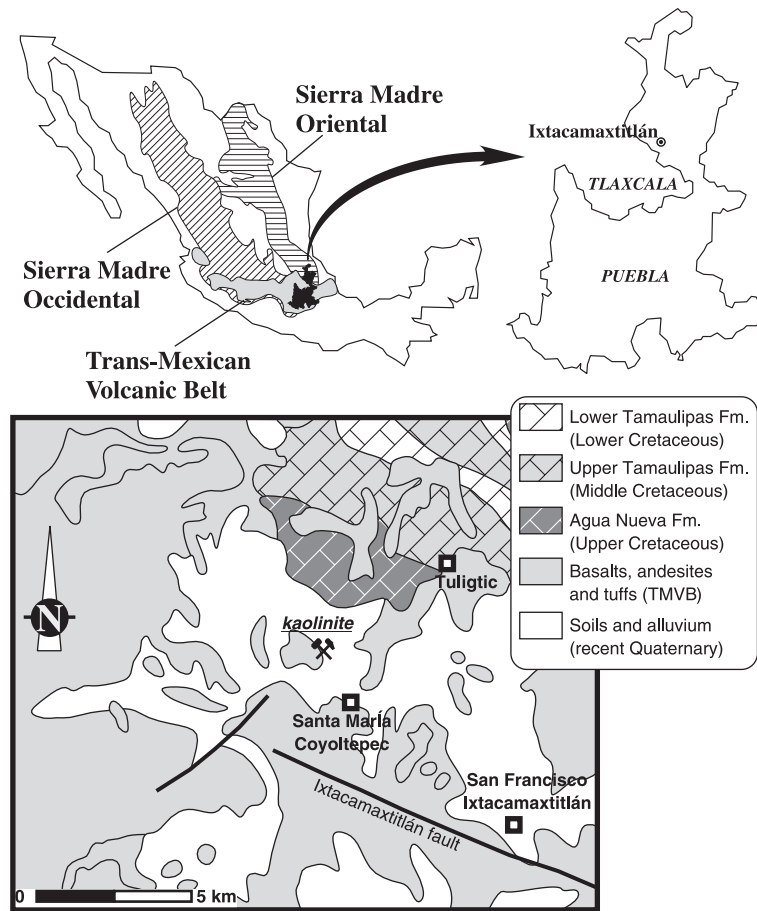 Sierra Madre
Oriental
Ixtacamaxtitlán
TLAXCALA
PUEBLA
Sierra Madre
Occidental
Trans-Mexican
Volcanic Belt
Lower Tamaulipas Fm.
(Lower Cretaceous)
Upper Tamaulipas Fm.
(Middle Cretaceous)
Agua Nueva Fm.
(Upper Cretaceous)
Basalts, andesites
and tuffs (TMVB)
Soils and alluvium
(recent Quaternary)
Tuligtic
N
kaolinite
Santa María
Coyoltepec
San Francisco
Ixtacamaxtitlán
Ixtacamaxtitlán fault
0 5 km